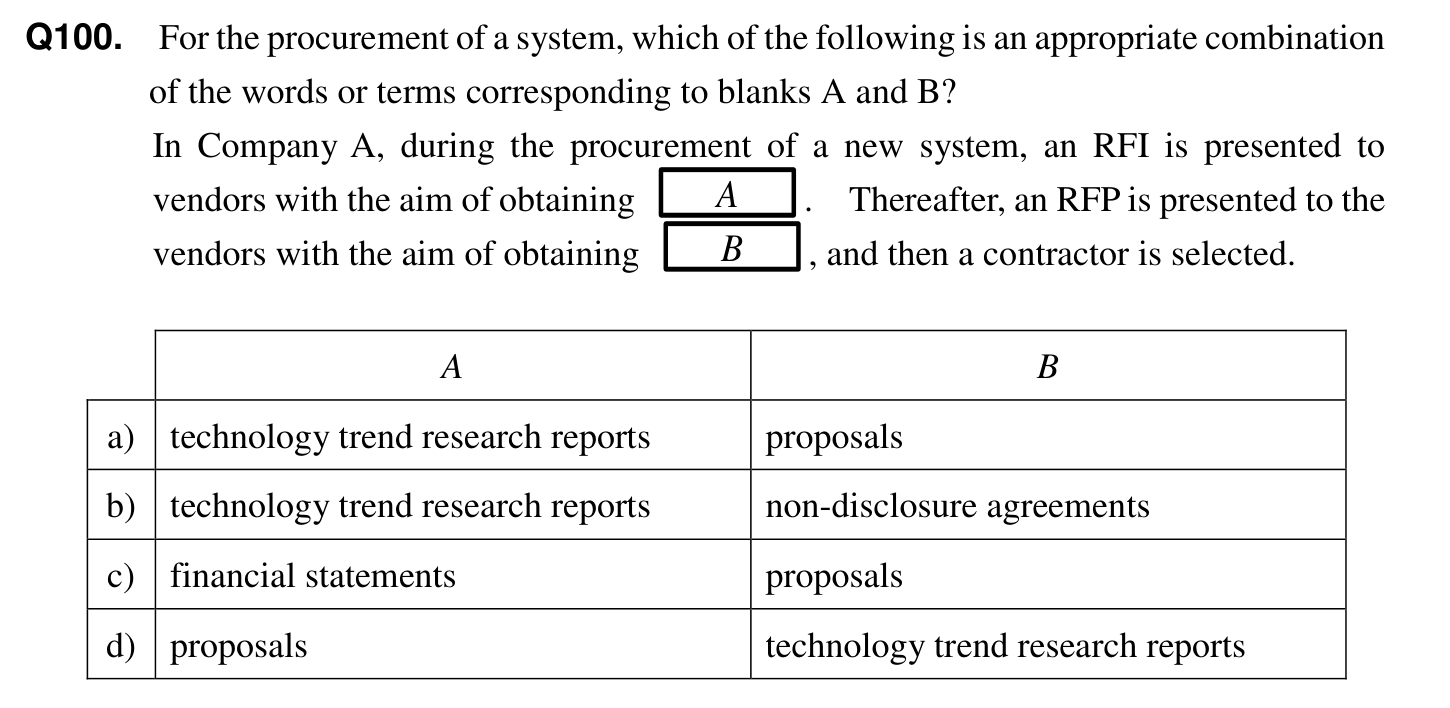 Q100. For the procurement of a system, which of the following is an appropriate combination
of the words or terms corresponding to blanks A and B?
In Company A, during the procurement of a new system, an RFI is presented to
vendors with the aim of obtaining A . Thereafter, an RFP is presented to the
vendors with the aim of obtaining B , and then a contractor is selected.
A B
a) technology trend research reports proposals
b) technology trend research reports non-disclosure agreements
c) financial statements proposals
d) proposals technology trend research reports